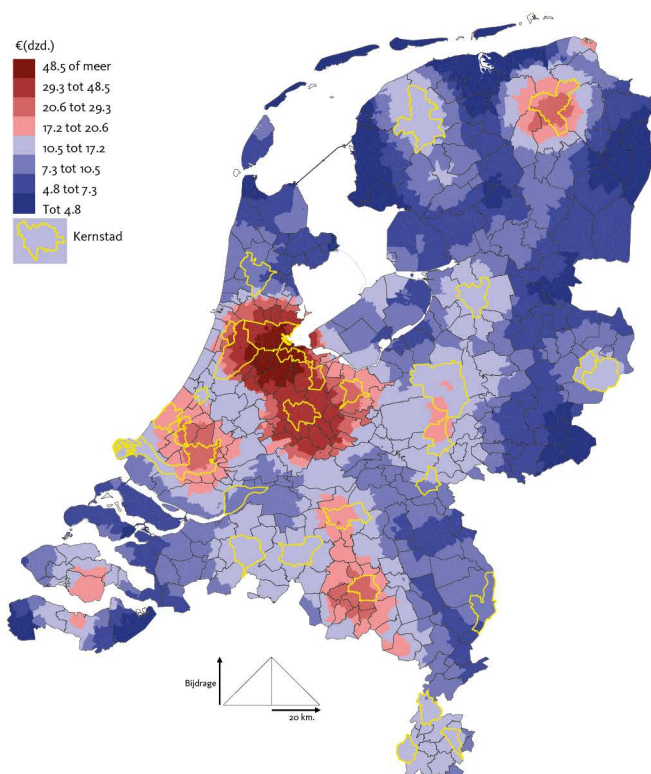 €(dzd.)
48.5 of meer
29.3 tot 48.5
20.6 tot 29.3
17.2 tot 20.6
10.5 tot 17.2
7.3 tot 10.5
4.8 tot 7.3
Tot 4.8
Kernstad
Bijdrage
20 km.